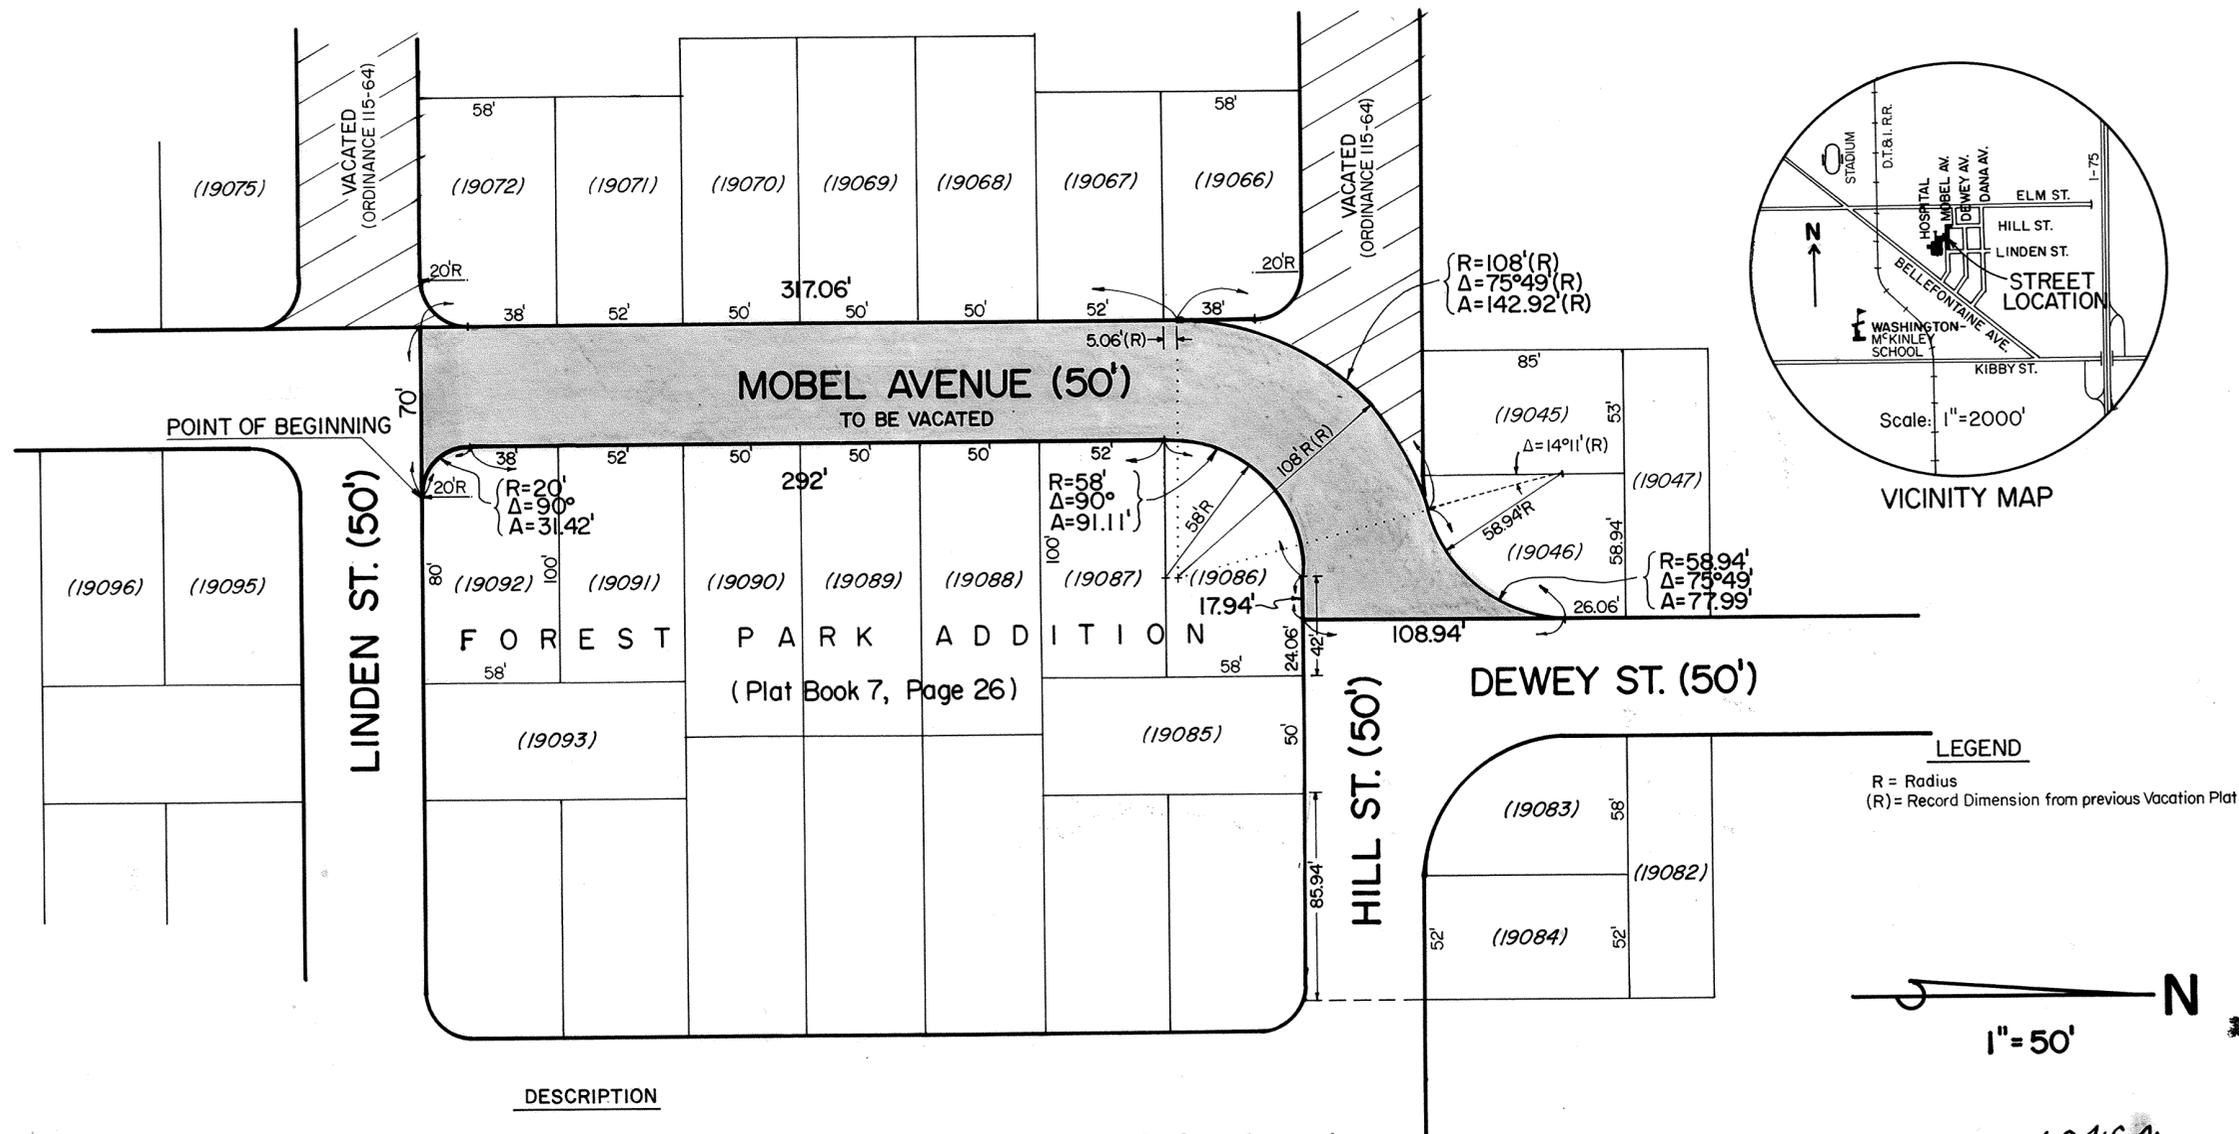 VACATED
(ORDINANCE 115-64)
VACATED
(ORDINANCE 115-64)
58'
58'
(19075)
(19072)
(19071)
(19070)
(19069)
(19068)
(19067)
(19066)
20'R
20'R
317.06'
38'
52'
50'
50'
50'
52'
38'
5.06'(R)
R=108'(R)
Δ=75°49'(R)
A=142.92'(R)
MOBEL AVENUE (50')
TO BE VACATED
70'
POINT OF BEGINNING
38'
52'
50'
50'
50'
52'
292'
20'R
R=20'
Δ=90°
A=31.42'
R=58'
Δ=90°
A=91.11'
58'R
108'R(R)
85'
(19045)
53'
Δ=14°11'(R)
(19047)
58.94'R
(19046)
58.94'
R=58.94'
Δ=75°49'
A=77.99'
26.06'
108.94'
17.94'
24.06'
42'
80'
100'
100'
(19096)
(19095)
(19092)
(19091)
(19090)
(19089)
(19088)
(19087)
(19086)
FOREST PARK ADDITION
(Plat Book 7, Page 26)
58'
58'
LINDEN ST. (50')
(19093)
(19085)
50'
85.94'
HILL ST. (50')
DEWEY ST. (50')
(19083)
58'
(19082)
52'
(19084)
52'
STADIUM
D.T.&I. R.R.
HOSPITAL
MOBEL AV.
DEWEY AV.
DANA AV.
I-75
ELM ST.
HILL ST.
LINDEN ST.
N
BELLEFONTAINE AVE.
STREET
LOCATION
WASHINGTON-
McKINLEY
SCHOOL
KIBBY ST.
Scale: 1"=2000'
VICINITY MAP
LEGEND
R = Radius
(R) = Record Dimension from previous Vacation Plat
N
1"=50'
DESCRIPTION